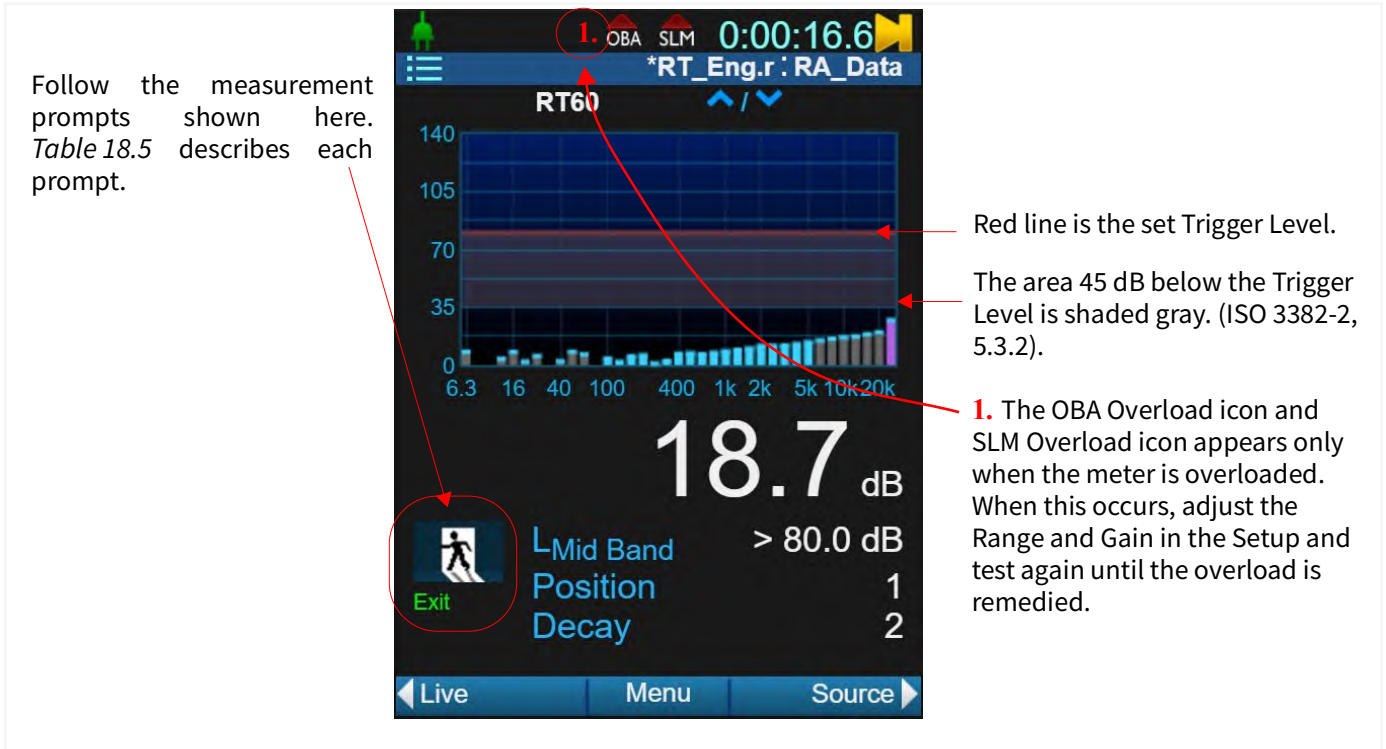 Follow the measurement
prompts shown here.
Table 18.5 describes each
prompt.
1. OBA SLM 0:00:16.6
*RT_Eng.r : RA_Data
RT60 /
140
105
70
35
0
6.3 16 40 100 400 1k 2k 5k 10k 20k
18.7 dB
LMid Band > 80.0 dB
Position 1
Decay 2
Exit
Live Menu Source
Red line is the set Trigger Level.
The area 45 dB below the Trigger
Level is shaded gray. (ISO 3382-2,
5.3.2).
1. The OBA Overload icon and
SLM Overload icon appears only
when the meter is overloaded.
When this occurs, adjust the
Range and Gain in the Setup and
test again until the overload is
remedied.